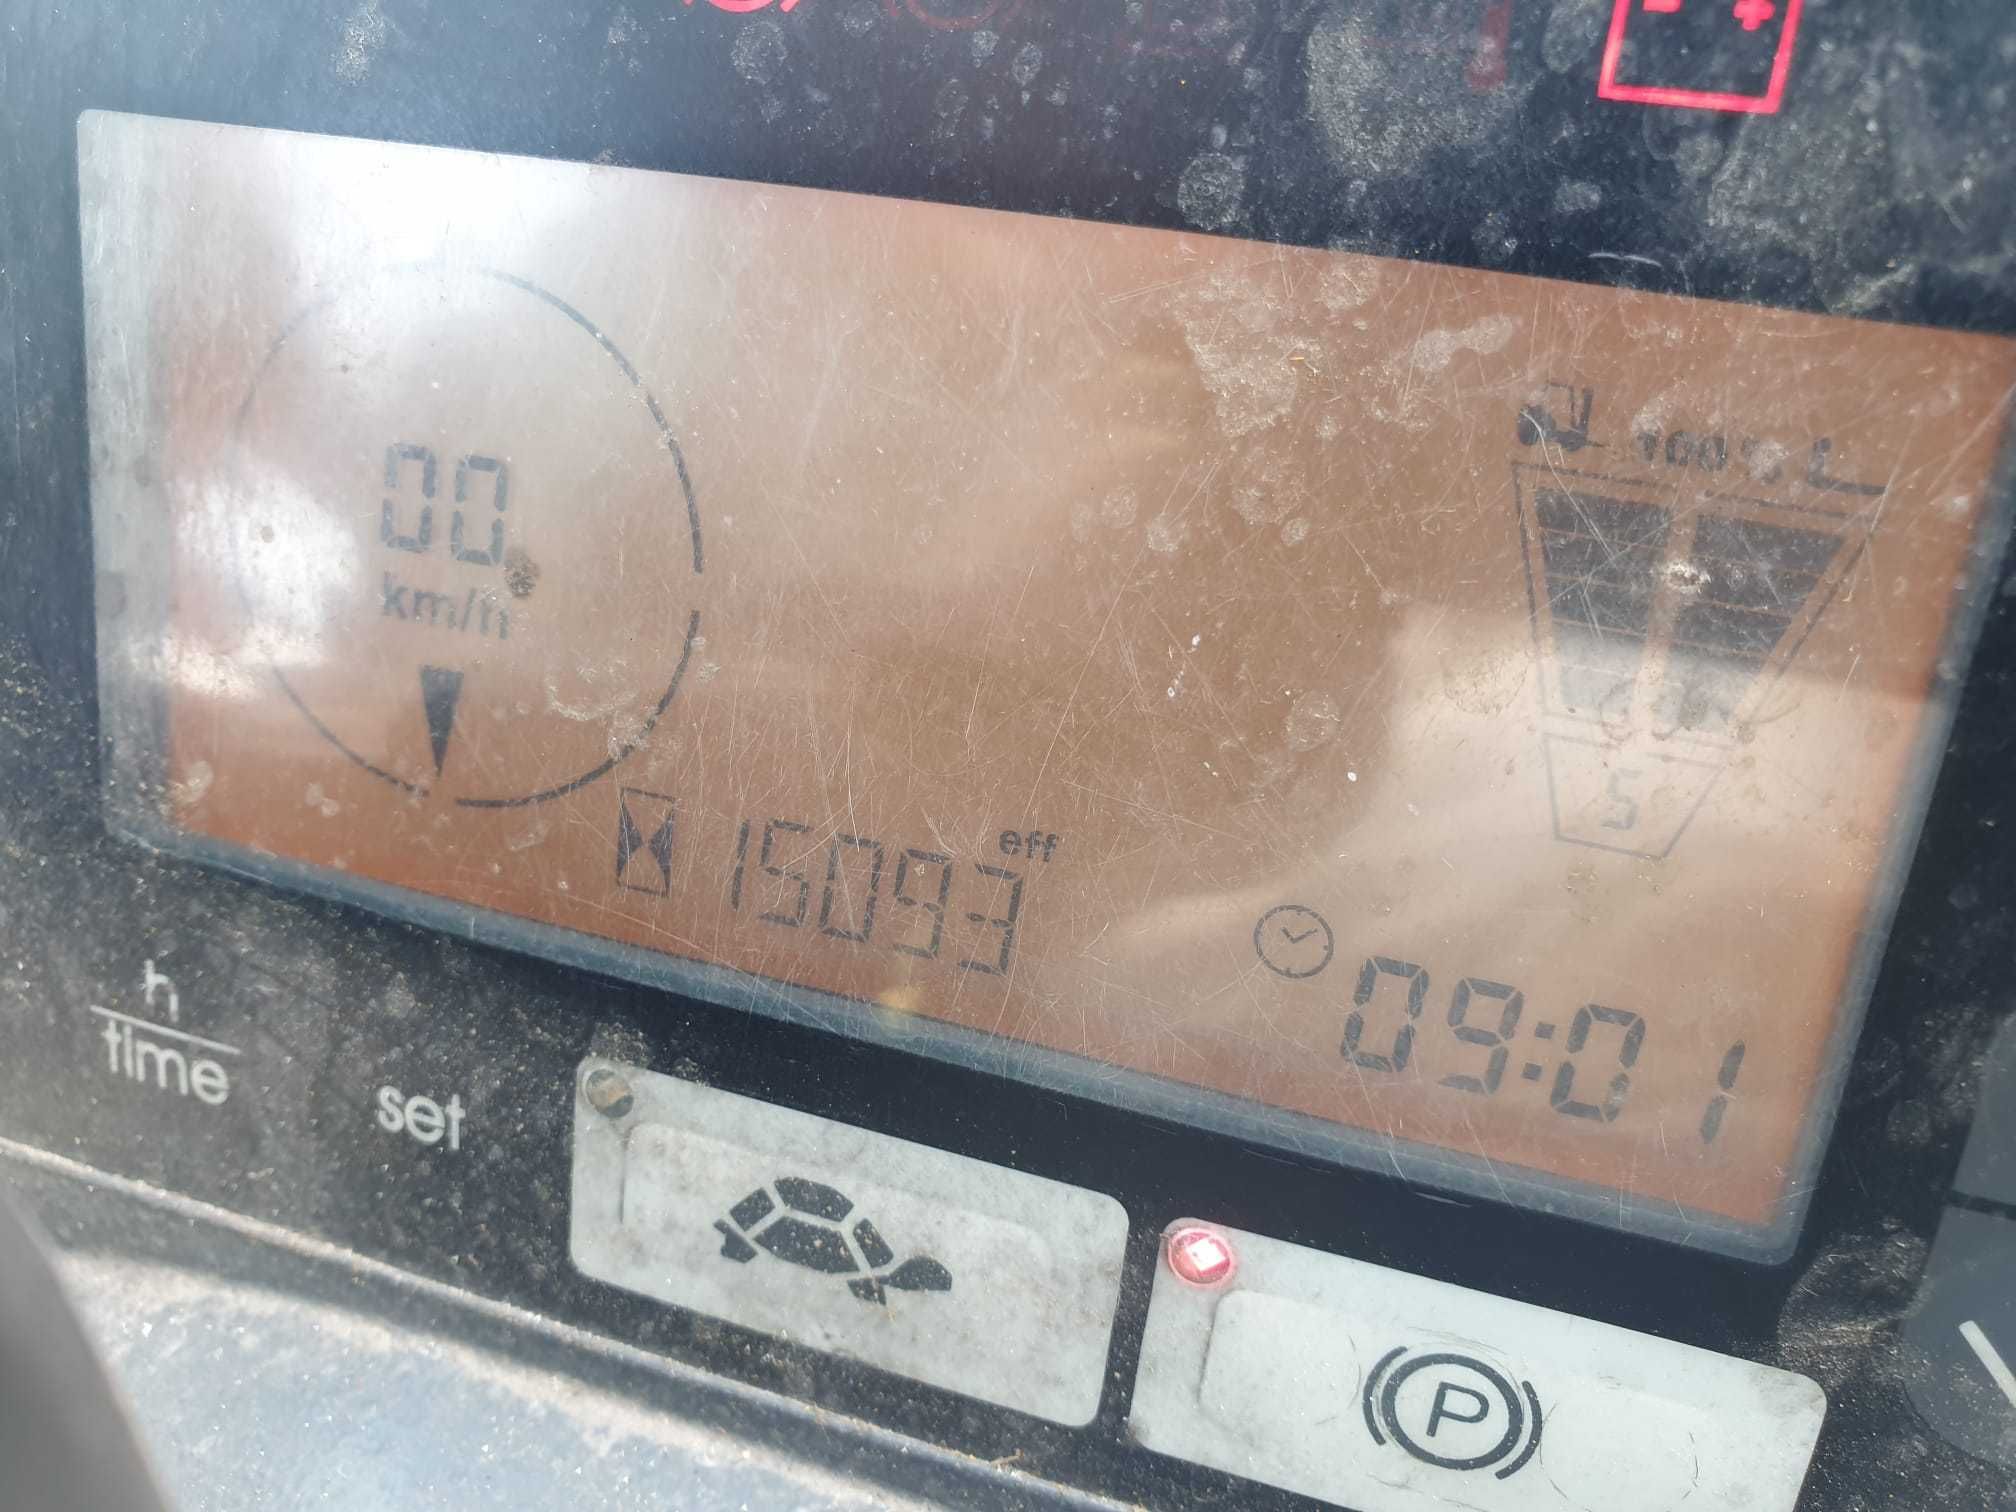 - +
100 %
00
km/h
5
eff
15093
09:01
h
time
set
P